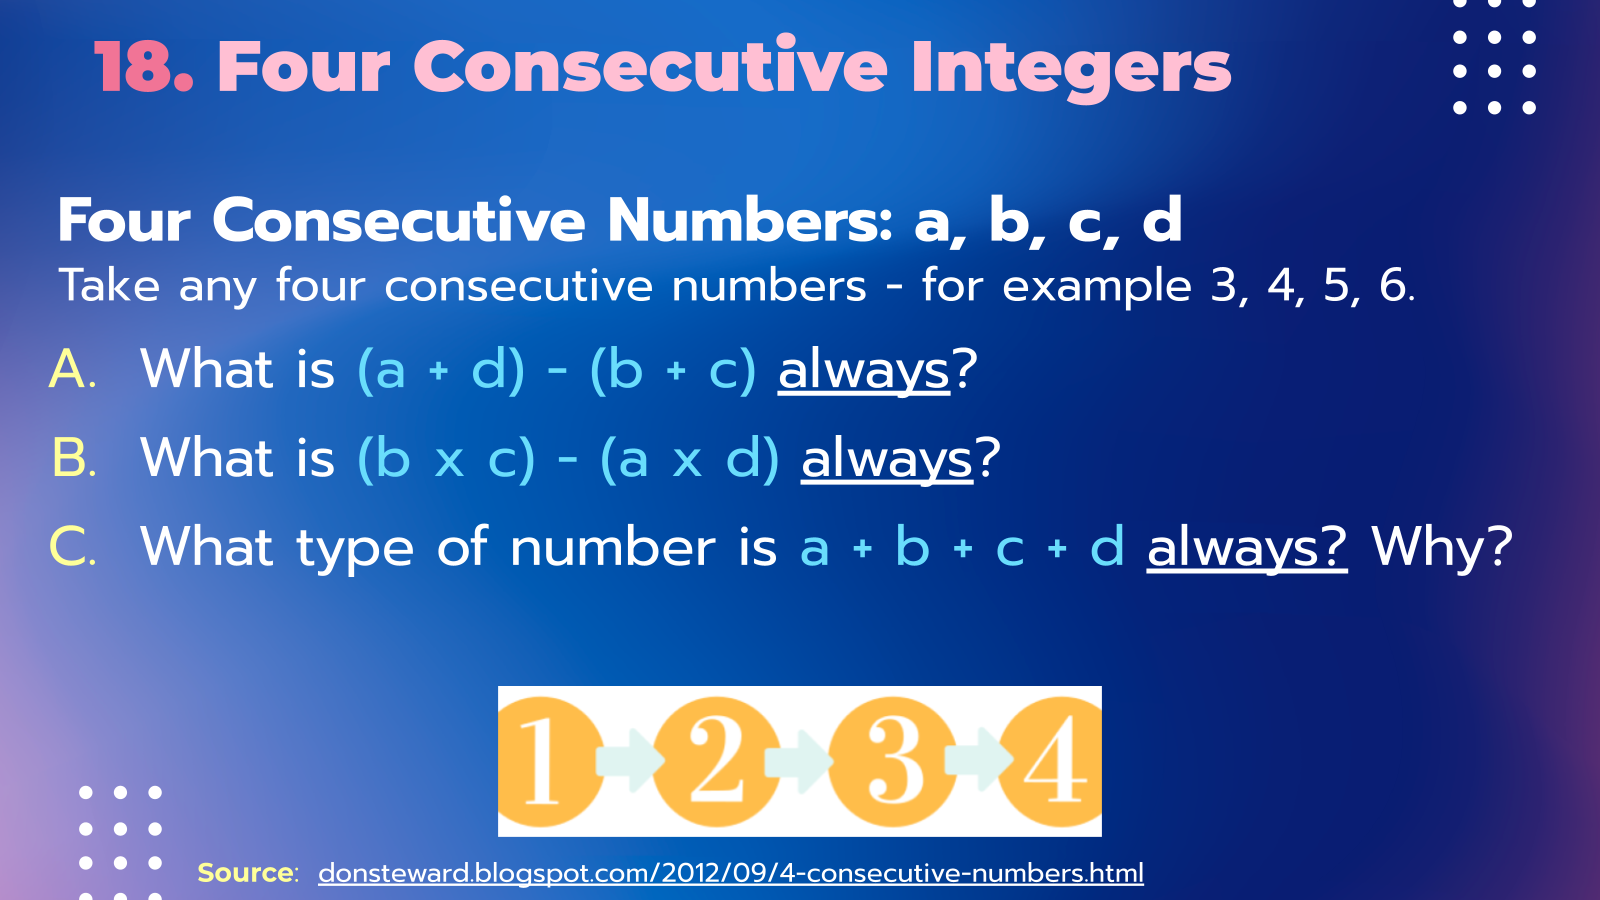 18. Four Consecutive Integers
Four Consecutive Numbers: a, b, c, d
Take any four consecutive numbers - for example 3, 4, 5, 6.
A. What is (a + d) - (b + c) always?
B. What is (b x c) - (a x d) always?
C. What type of number is a + b + c + d always? Why?
1 2 3 4
Source: donsteward.blogspot.com/2012/09/4-consecutive-numbers.html